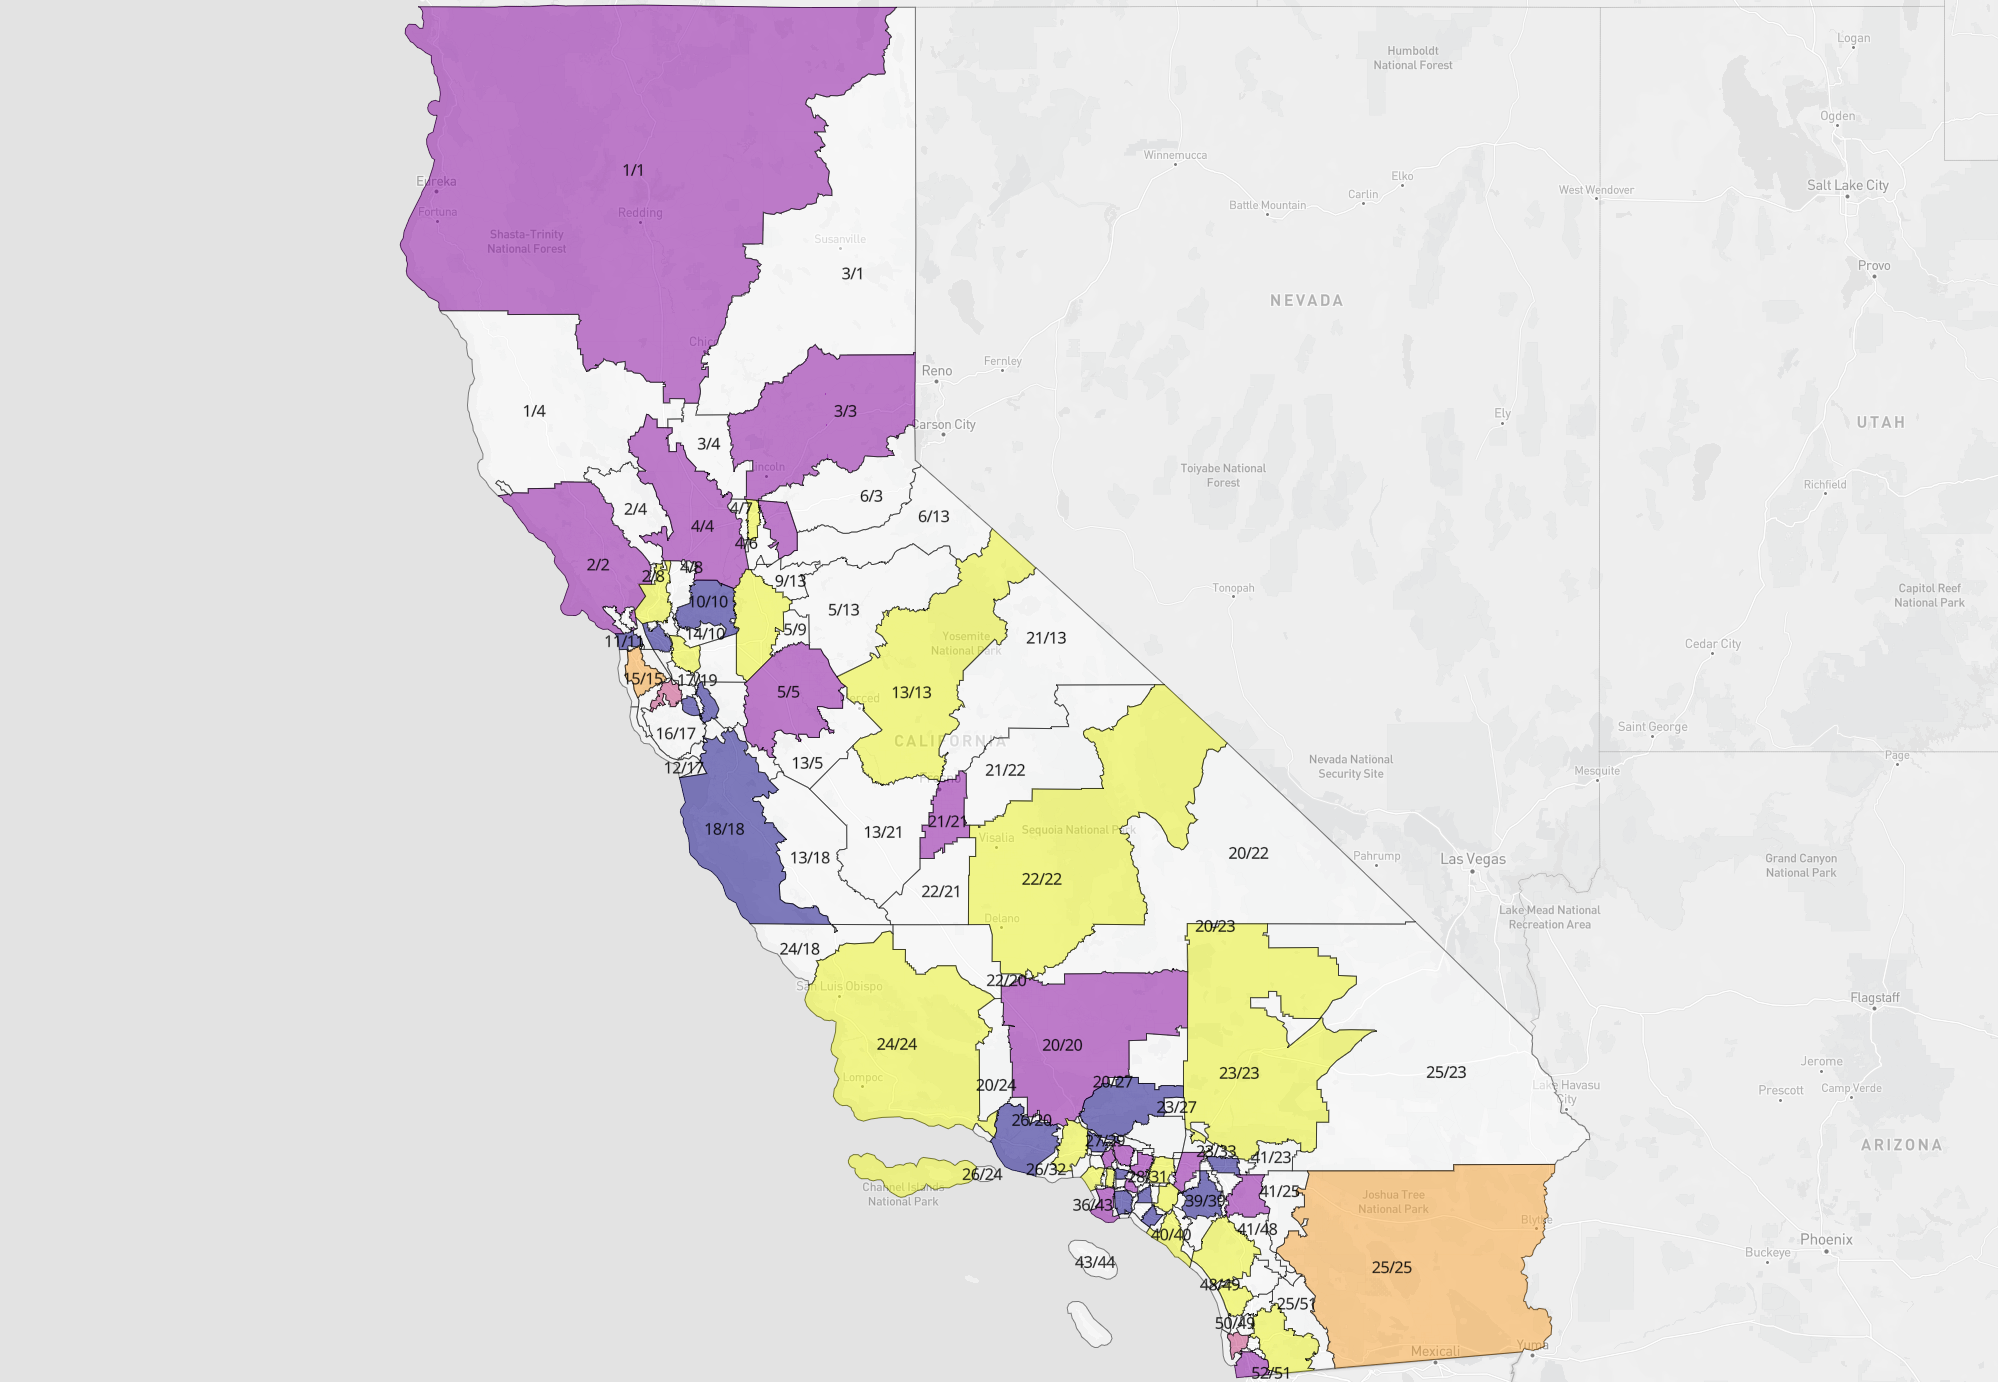 Logan
Humboldt
National Forest
Ogden
Winnemucca
Elko
1/1
Eureka
Carlin
West Wendover
Salt Lake City
Battle Mountain
Fortuna
Redding
Shasta-Trinity
National Forest
Susanville
3/1
Provo
NEVADA
Fernley
Reno
1/4
3/3
Ely
UTAH
Carson City
3/4
Toiyabe National
Forest
Richfield
6/3
2/4
4/7
6/13
4/4
4/6
2/2
2/8
9/13
Tonopah
Capitol Reef
National Park
10/10
5/13
5/9
14/10
11/11
Yosemite
National Park
21/13
Cedar City
15/15
17/19
5/5
13/13
Saint George
16/17
CALIFORNIA
Page
12/17
13/5
21/22
Nevada National
Security Site
Mesquite
18/18
13/21
21/21
Sequoia National Park
Visalia
13/18
20/22
Pahrump
Las Vegas
Grand Canyon
National Park
22/22
22/21
Delano
Lake Mead National
Recreation Area
20/23
24/18
22/20
San Luis Obispo
Flagstaff
24/24
20/20
Jerome
23/23
25/23
Lompoc
20/24
20/27
Lake Havasu
City
Prescott
Camp Verde
23/27
26/20
27/29
ARIZONA
23/33
41/23
26/24
26/32
Channel Islands
National Park
36/43
39/39
41/25
Joshua Tree
National Park
Blythe
41/48
40/40
Phoenix
Buckeye
43/44
25/25
48/49
25/51
50/49
Mexicali
Yuma
52/51